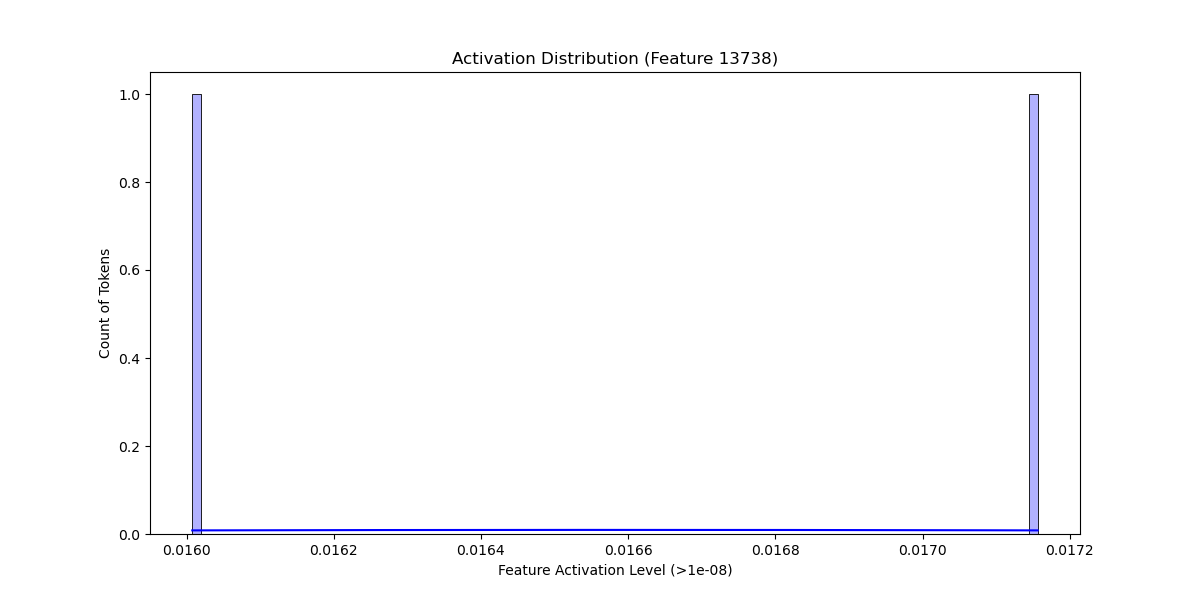 Activation Distribution (Feature 13738)
Count of Tokens
1.0
0.8
0.6
0.4
0.2
0.0
0.0160 0.0162 0.0164 0.0166 0.0168 0.0170 0.0172
Feature Activation Level (>1e-08)